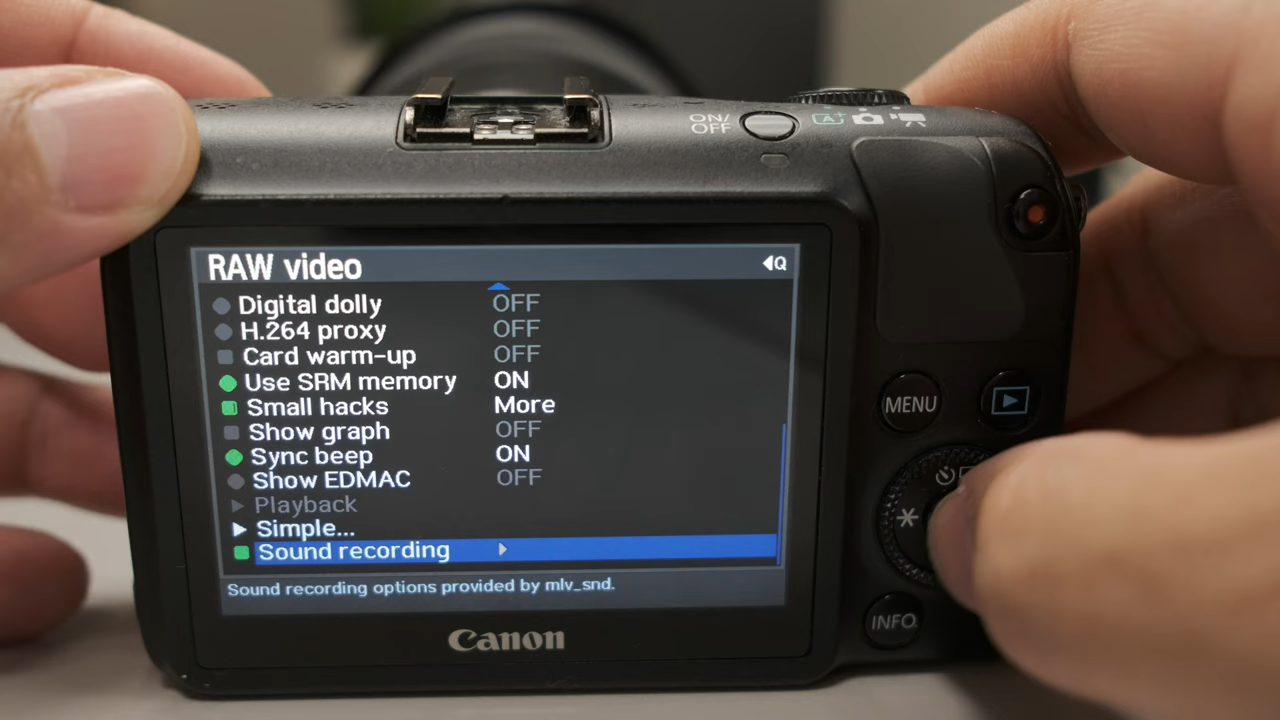 ON/
OFF
A+
RAW video
Q
Digital dolly OFF
H.264 proxy OFF
Card warm-up OFF
Use SRM memory ON
Small hacks More
Show graph OFF
Sync beep ON
Show EDMAC OFF
Playback
Simple...
Sound recording
Sound recording options provided by mlv_snd.
MENU
INFO.
Canon